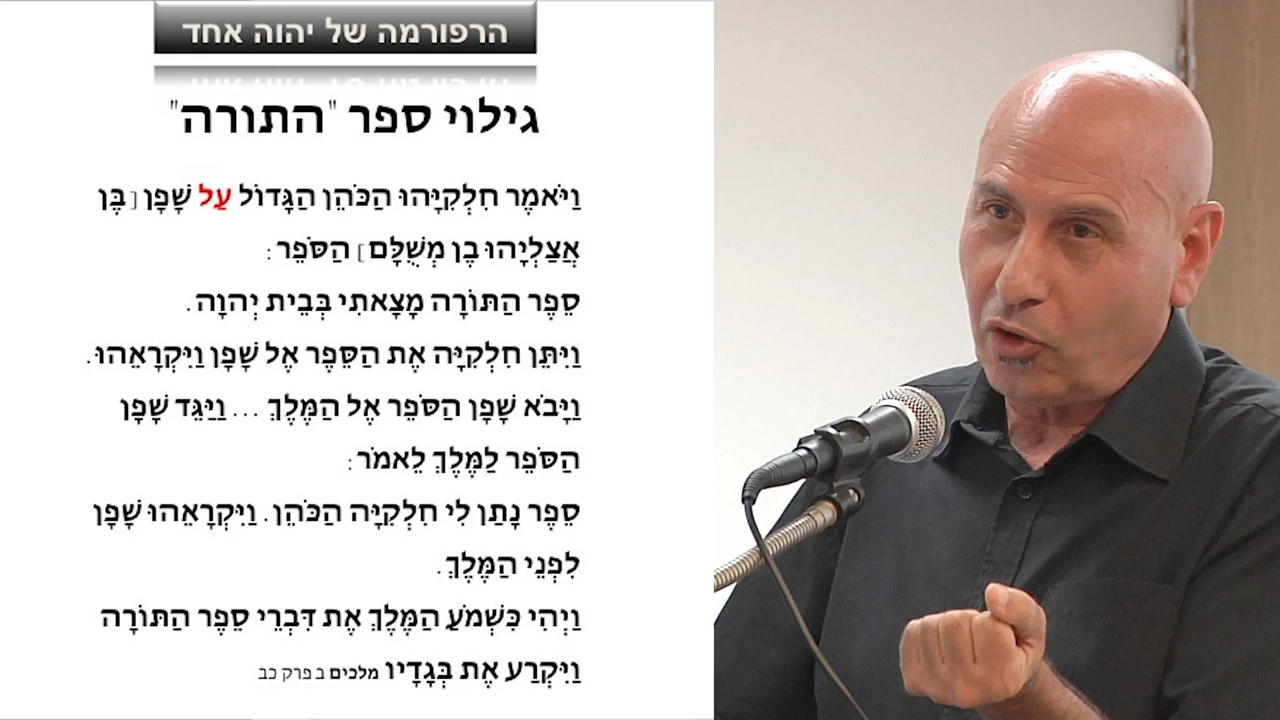 הרפורמה של יהוה אחד
גילוי ספר "התורה"
וַיֹּאמֶר חִלְקִיָּהוּ הַכֹּהֵן הַגָּדוֹל עַל שָׁפָן [ בֶּן
אֲצַלְיָהוּ בֶן מְשֻׁלָּם ] הַסֹּפֵר :
סֵפֶר הַתּוֹרָה מָצָאתִי בְּבֵית יְהוָה .
וַיִּתֵּן חִלְקִיָּה אֶת הַסֵּפֶר אֶל שָׁפָן וַיִּקְרָאֵהוּ .
וַיָּבֹא שָׁפָן הַסֹּפֵר אֶל הַמֶּלֶךְ ... וַיַּגֵּד שָׁפָן
הַסֹּפֵר לַמֶּלֶךְ לֵאמֹר :
סֵפֶר נָתַן לִי חִלְקִיָּה הַכֹּהֵן . וַיִּקְרָאֵהוּ שָׁפָן
לִפְנֵי הַמֶּלֶךְ .
וַיְהִי כִּשְׁמֹעַ הַמֶּלֶךְ אֶת דִּבְרֵי סֵפֶר הַתּוֹרָה
וַיִּקְרַע אֶת בְּגָדָיו מלכים ב פרק כב